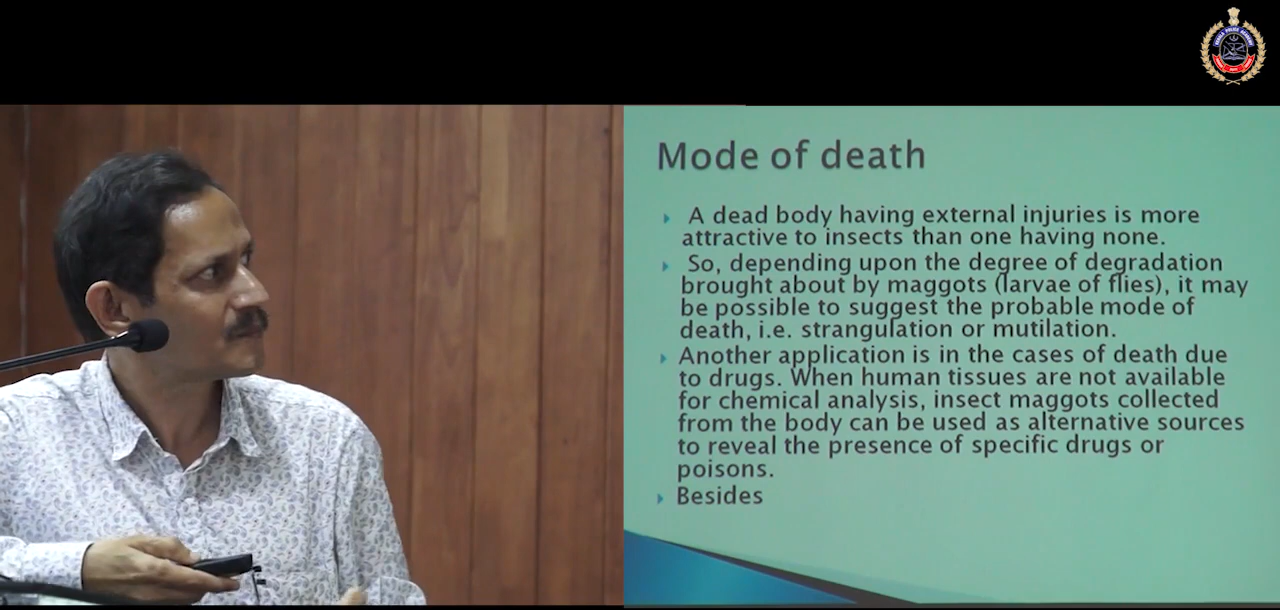 Mode of death
A dead body having external injuries is more
attractive to insects than one having none.
So, depending upon the degree of degradation
brought about by maggots (larvae of flies), it may
be possible to suggest the probable mode of
death, i.e. strangulation or mutilation.
Another application is in the cases of death due
to drugs. When human tissues are not available
for chemical analysis, insect maggots collected
from the body can be used as alternative sources
to reveal the presence of specific drugs or
poisons.
Besides